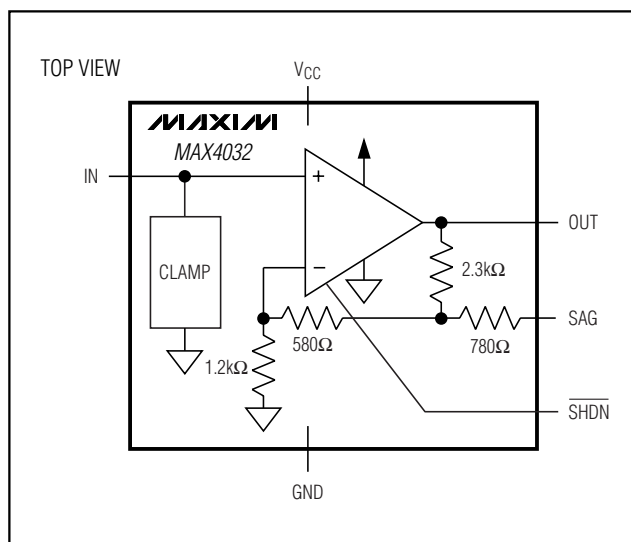 TOP VIEW
VCC
MAXIM
MAX4032
IN
+
OUT
CLAMP
−
2.3kΩ
SAG
580Ω
780Ω
1.2kΩ
SHDN
GND